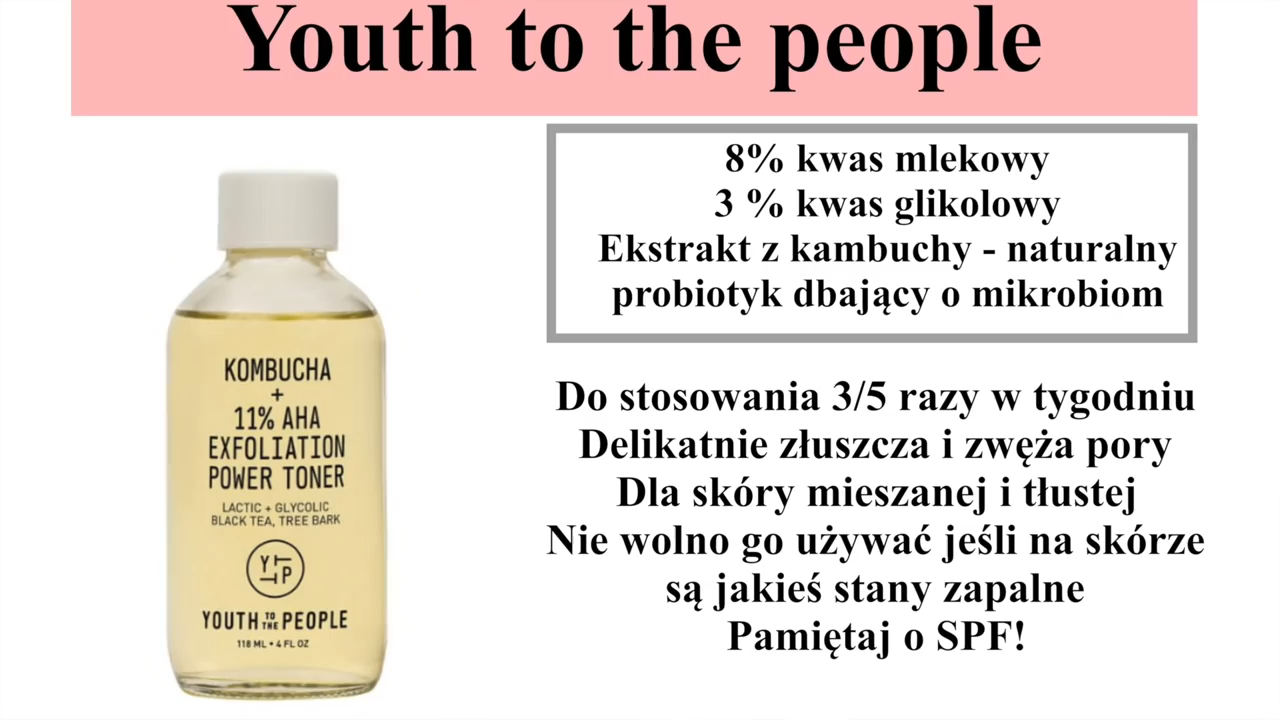 Youth to the people
8% kwas mlekowy
3 % kwas glikolowy
Ekstrakt z kambuchy - naturalny
probiotyk dbający o mikrobiom
Do stosowania 3/5 razy w tygodniu
Delikatnie złuszcza i zwęża pory
Dla skóry mieszanej i tłustej
Nie wolno go używać jeśli na skórze
są jakieś stany zapalne
Pamiętaj o SPF!
KOMBUCHA
+
11% AHA
EXFOLIATION
POWER TONER
LACTIC + GLYCOLIC
BLACK TEA, TREE BARK
YTTP
YOUTH TO THE PEOPLE
118 ML • 4 FL OZ